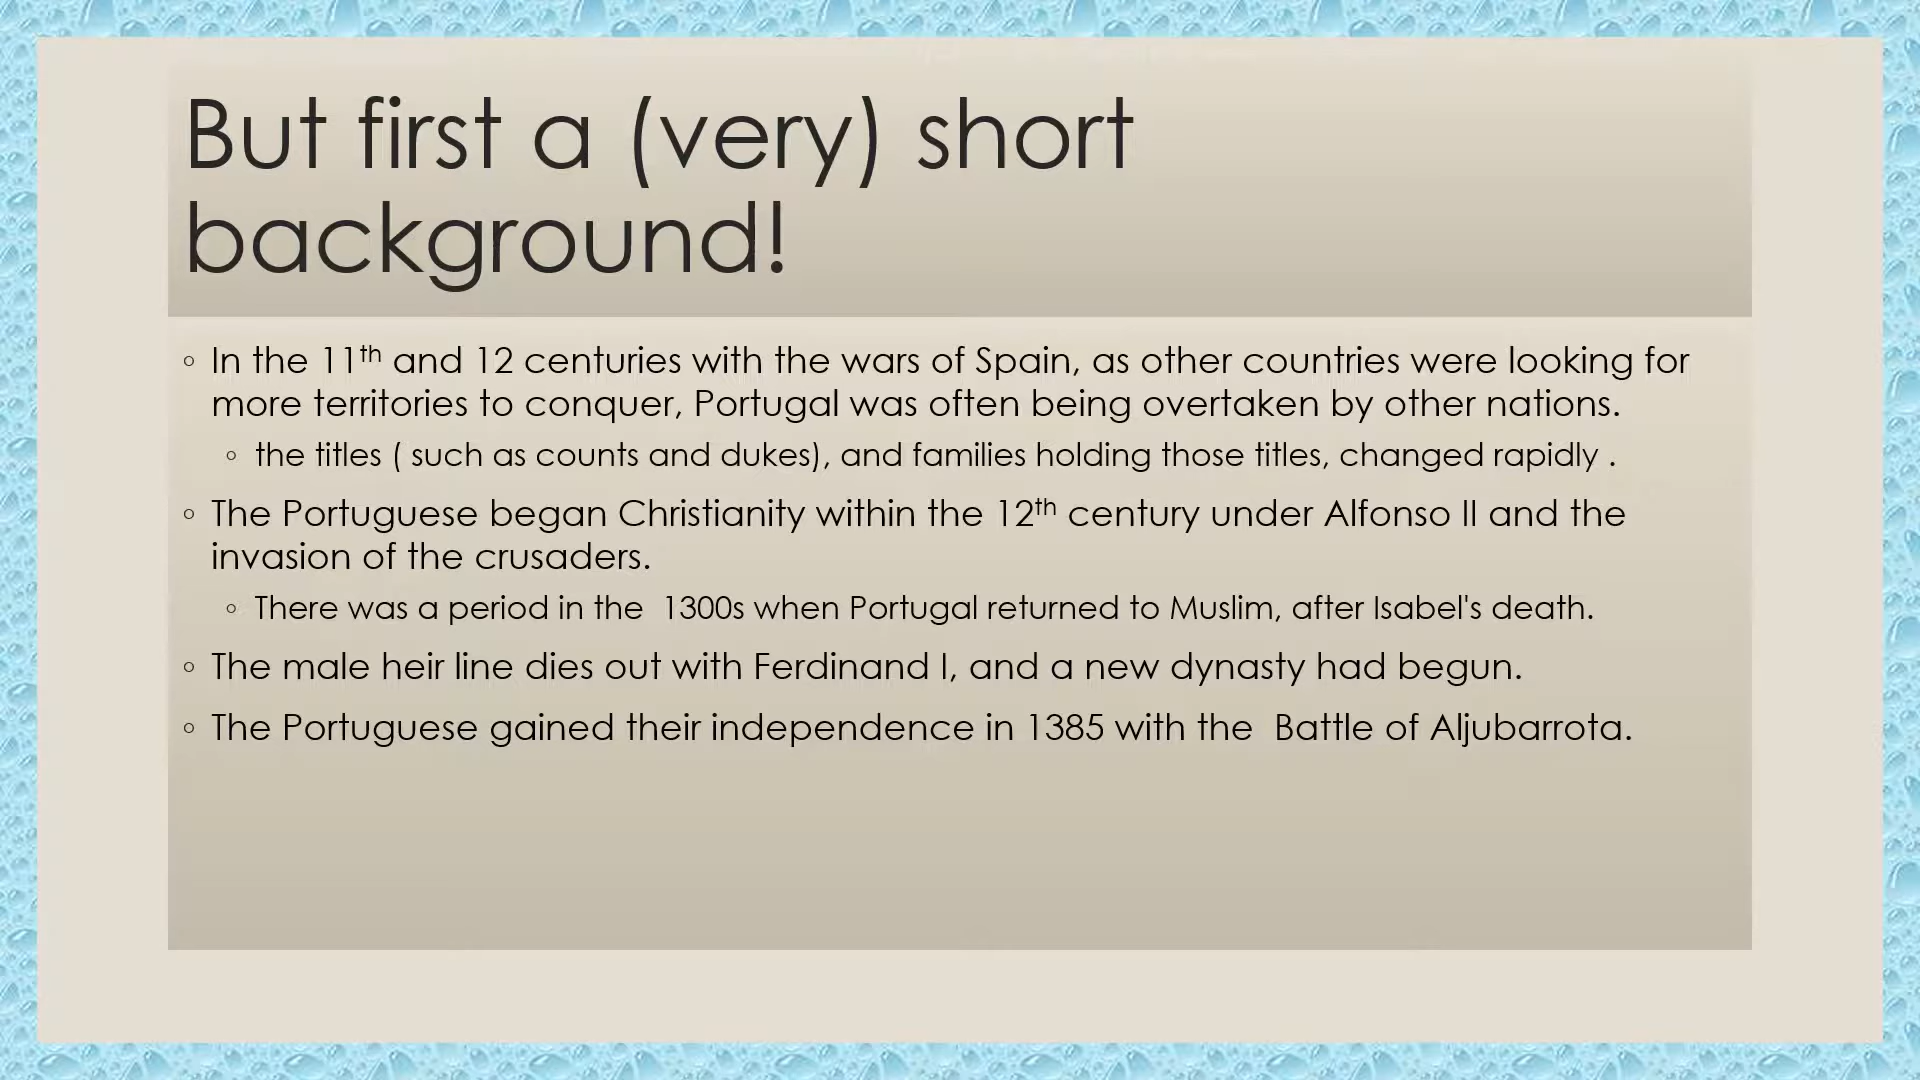 But first a (very) short
background!
◦ In the 11th and 12 centuries with the wars of Spain, as other countries were looking for
more territories to conquer, Portugal was often being overtaken by other nations.
◦ the titles ( such as counts and dukes), and families holding those titles, changed rapidly .
◦ The Portuguese began Christianity within the 12th century under Alfonso II and the
invasion of the crusaders.
◦ There was a period in the  1300s when Portugal returned to Muslim, after Isabel's death.
◦ The male heir line dies out with Ferdinand I, and a new dynasty had begun.
◦ The Portuguese gained their independence in 1385 with the  Battle of Aljubarrota.